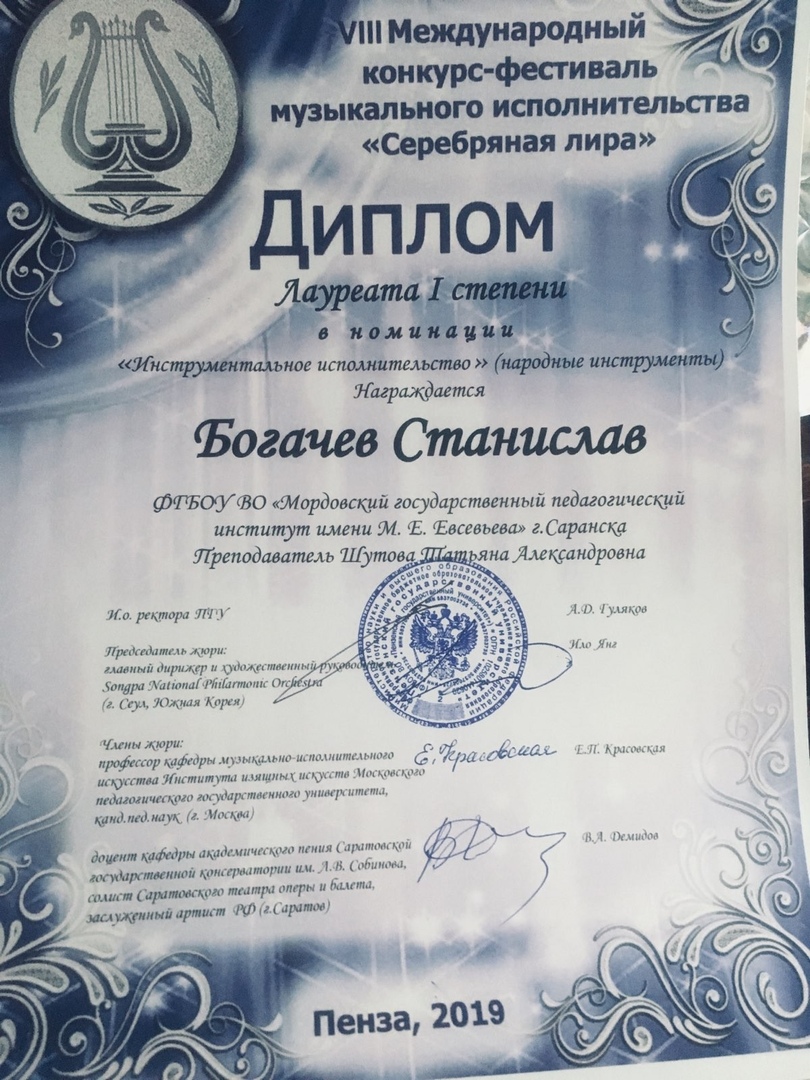 VIII Международный
конкурс-фестиваль
музыкального исполнительства
«Серебряная лира»
Диплом
Лауреата I степени
в номинации
«Инструментальное исполнительство» (народные инструменты)
Награждается
Богачев Станислав
ФГБОУ ВО «Мордовский государственный педагогический
институт имени М. Е. Евсевьева» г.Саранска
Преподаватель Шутова Татьяна Александровна
И.о. ректора ПГУ
А.Д. Гуляков
Председатель жюри:
главный дирижер и художественный руководитель
Songpa National Philarmonic Orchestra
(г. Сеул, Южная Корея)
Ило Янг
Члены жюри:
профессор кафедры музыкально-исполнительного
искусства Института изящных искусств Московского
педагогического государственного университета,
канд.пед.наук (г. Москва)
Е. Красовская
Е.П. Красовская
доцент кафедры академического пения Саратовской
государственной консерватории им. Л.В. Собинова,
солист Саратовского театра оперы и балета,
заслуженный артист РФ (г.Саратов)
В.А. Демидов
Пенза, 2019